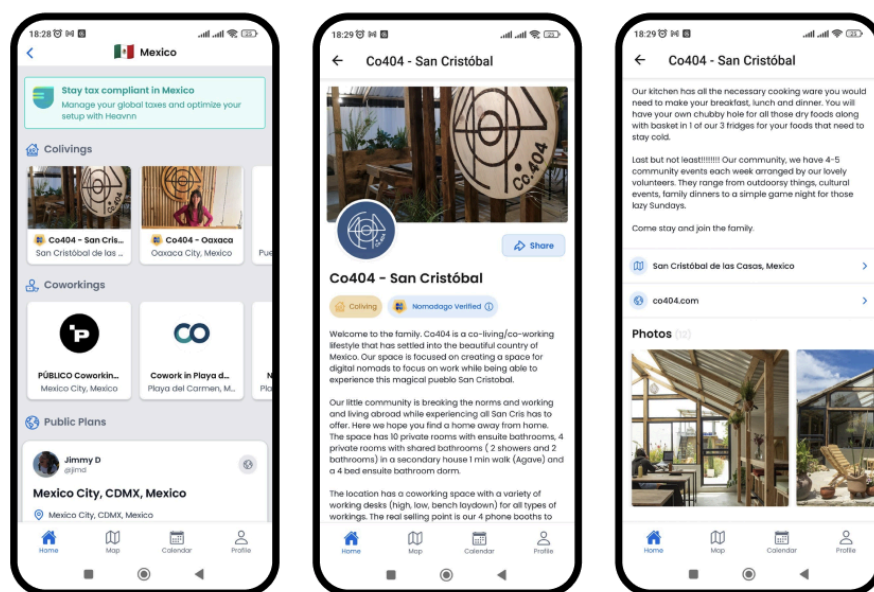 18:28
25
Mexico
Stay tax compliant in Mexico
Manage your global taxes and optimize your
setup with Heavnn
Colivings
Co.404
Co404 - San Cris...
San Cristóbal de las ...
Co404 - Oaxaca
Oaxaca City, Mexico
Pue
Coworkings
PÚBLICO Coworkin...
Mexico City, Mexico
CO
Cowork in Playa d...
Playa del Carmen, M...
N
Pla
Public Plans
Jimmy D
@jimd
Mexico City, CDMX, Mexico
Mexico City, CDMX, Mexico
Home
Map
Calendar
Profile
18:29
25
Co404 - San Cristóbal
Co.404
Share
Co404 - San Cristóbal
Coliving
Nomadago Verified
Welcome to the family. Co404 is a co-living/co-working
lifestyle that has settled into the beautiful country of
Mexico. Our space is focused on creating a space for
digital nomads to focus on work while being able to
experience this magical pueblo San Cristobal.
Our little community is breaking the norms and working
and living abroad while experiencing all San Cris has to
offer. Here we hope you find a home away from home.
The space has 10 private rooms with ensuite bathrooms, 4
private rooms with shared bathrooms ( 2 showers and 2
bathrooms) in a secondary house 1 min walk (Agave) and
a 4 bed ensuite bathroom dorm.
The location has a coworking space with a variety of
working desks (high, low, bench laydown) for all types of
workings. The real selling point is our 4 phone booths to
Home
Map
Calendar
Profile
18:29
25
Co404 - San Cristóbal
Our kitchen has all the necessary cooking ware you would
need to make your breakfast, lunch and dinner. You will
have your own chubby hole for all those dry foods along
with basket in 1 of our 3 fridges for your foods that need to
stay cold.
Last but not least!!!!!!!! Our community, we have 4-5
community events each week arranged by our lovely
volunteers. They range from outdoorsy things, cultural
events, family dinners to a simple game night for those
lazy Sundays.
Come stay and join the family.
San Cristóbal de las Casas, Mexico
co404.com
Photos (12)
Home
Map
Calendar
Profile